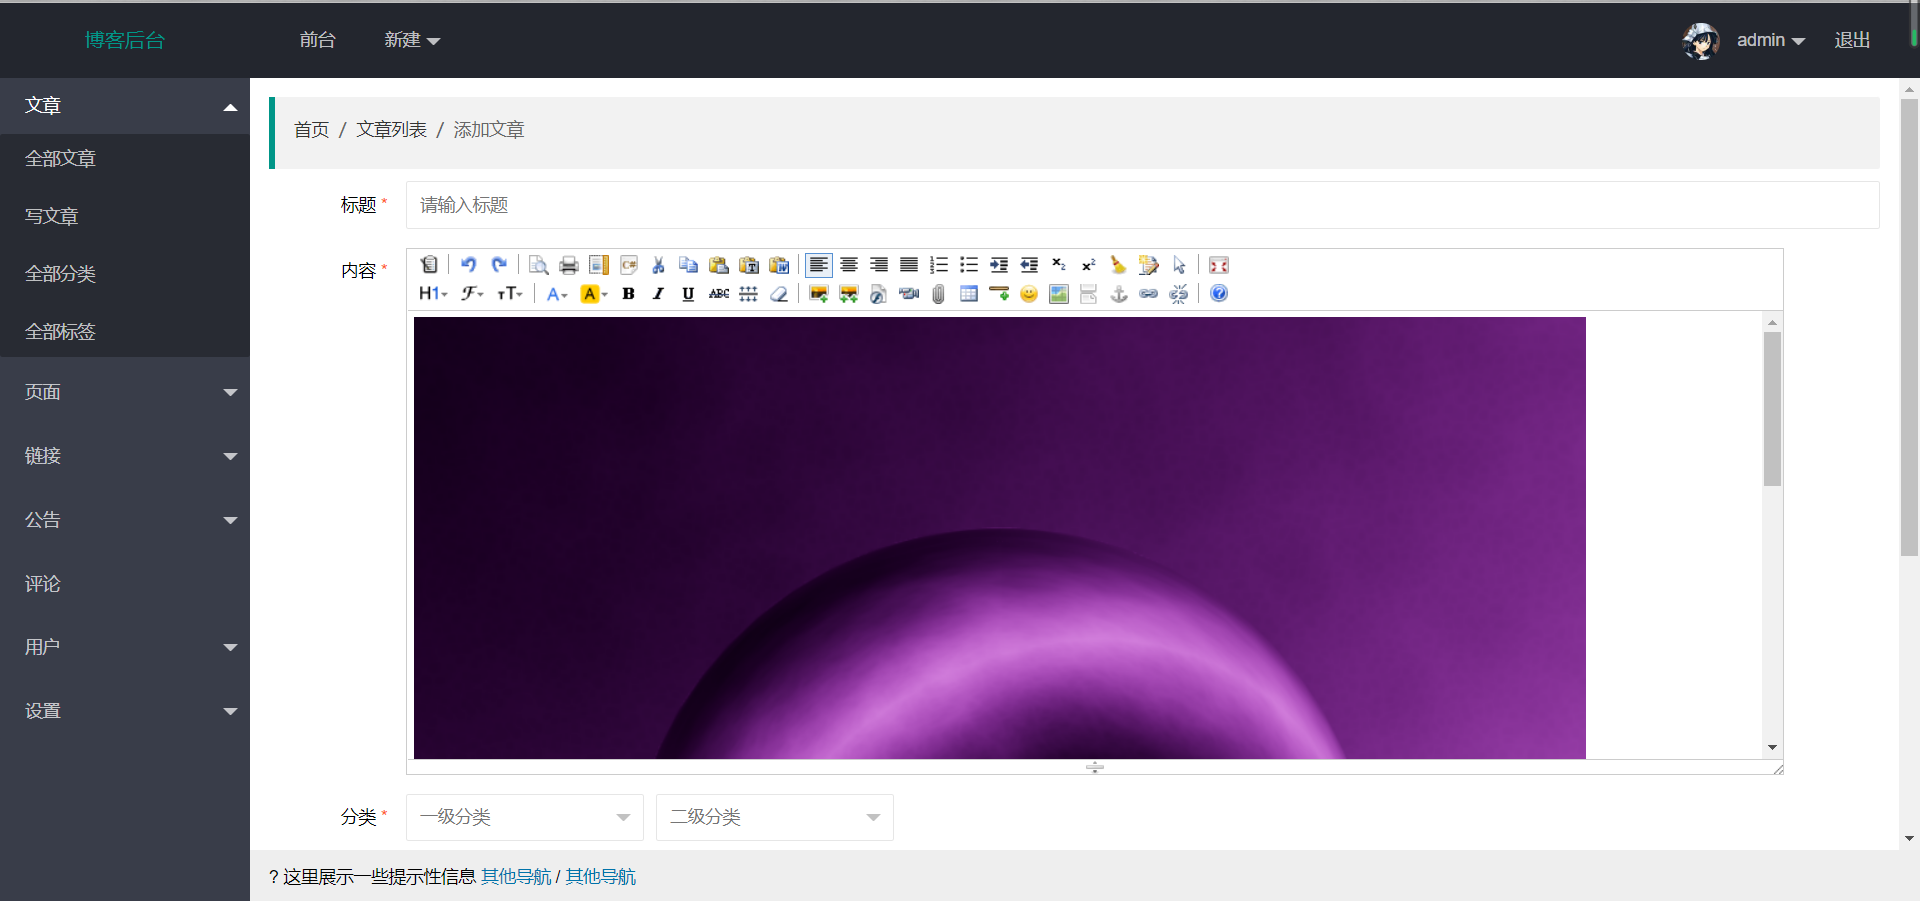 博客后台 前台 新建 admin 退出
文章
全部文章
写文章
全部分类
全部标签
页面
链接
公告
评论
用户
设置
首页 / 文章列表 / 添加文章
标题 *
请输入标题
内容 *
分类 *
一级分类
二级分类
? 这里展示一些提示性信息 其他导航 / 其他导航